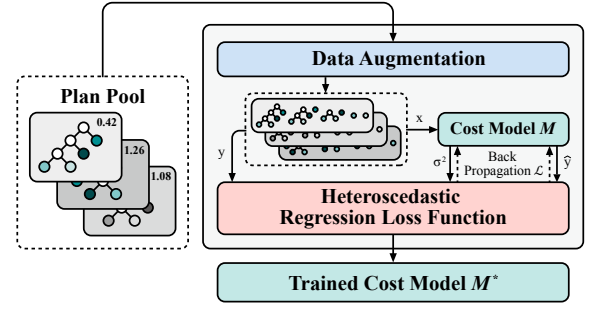 Data Augmentation
Plan Pool
0.42
1.26
1.08
x
Cost Model M
y
σ²
Back
Propagation ℒ
ŷ
Heteroscedastic
Regression Loss Function
Trained Cost Model M*